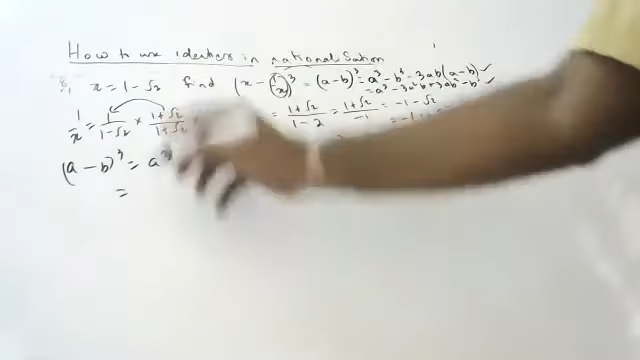 How to use identities in rationalisation
x = 1 - √2 find (x - 1/x)³ = (a - b)³ = a³ - b³ - 3ab(a - b) ✓
= a³ - 3a²b + 3ab² - b³ ✓
1/x = 1/(1-√2) × (1+√2)/(1+√2) = (1+√2)/(1-2) = (1+√2)/-1 = -1 - √2
(a - b)³ = a³
=